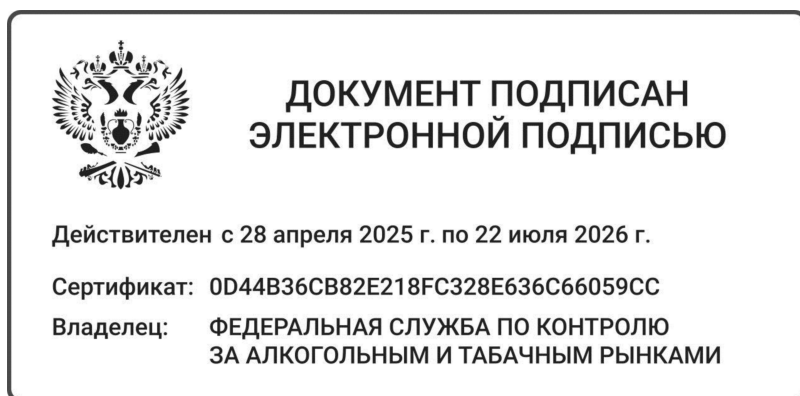 ДОКУМЕНТ ПОДПИСАН
ЭЛЕКТРОННОЙ ПОДПИСЬЮ
Действителен с 28 апреля 2025 г. по 22 июля 2026 г.
Сертификат: 0D44B36CB82E218FC328E636C66059CC
Владелец: ФЕДЕРАЛЬНАЯ СЛУЖБА ПО КОНТРОЛЮ
ЗА АЛКОГОЛЬНЫМ И ТАБАЧНЫМ РЫНКАМИ